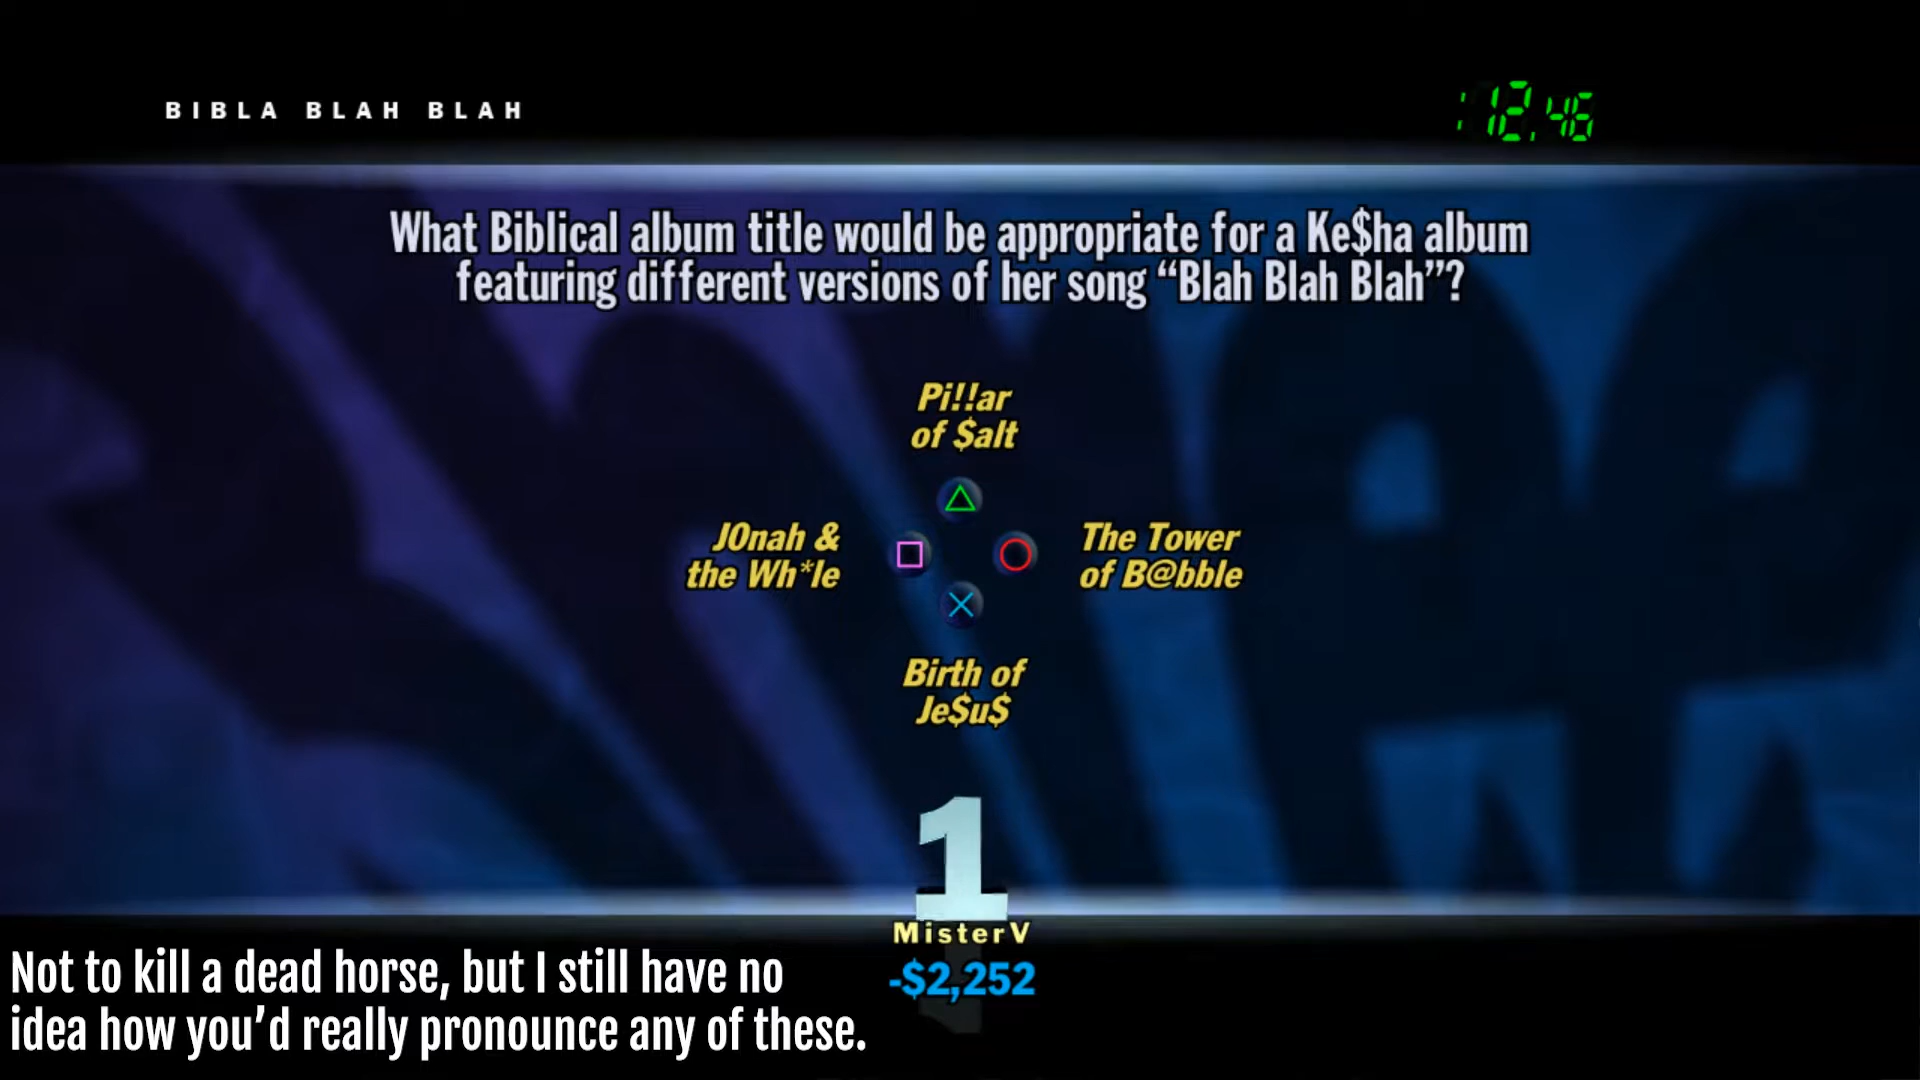 BIBLA BLAH BLAH
:12.46
What Biblical album title would be appropriate for a Ke$ha album
featuring different versions of her song “Blah Blah Blah”?
Pi!!ar
of $alt
J0nah &
the Wh*le
The Tower
of B@bble
Birth of
Je$u$
1
MisterV
-$2,252
Not to kill a dead horse, but I still have no
idea how you’d really pronounce any of these.